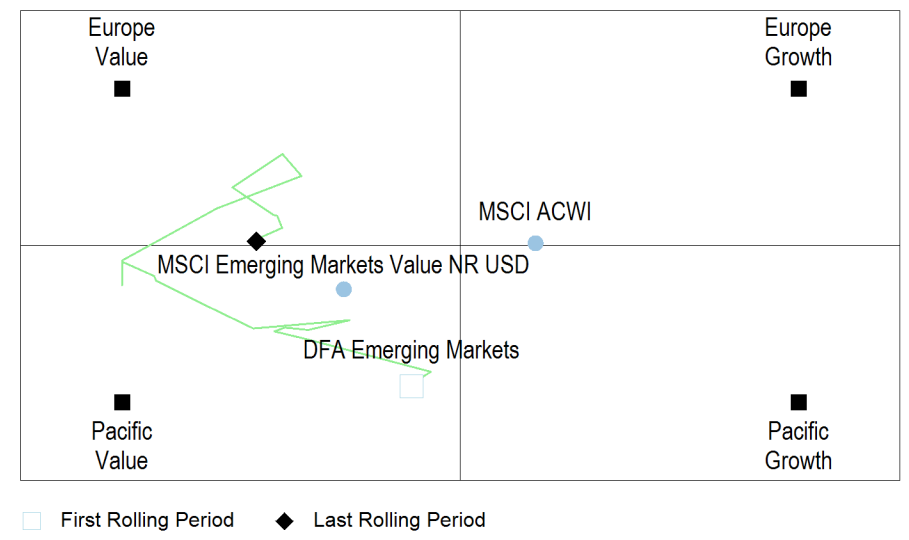 Europe
Value
Europe
Growth
MSCI ACWI
MSCI Emerging Markets Value NR USD
DFA Emerging Markets
Pacific
Value
Pacific
Growth
First Rolling Period
Last Rolling Period